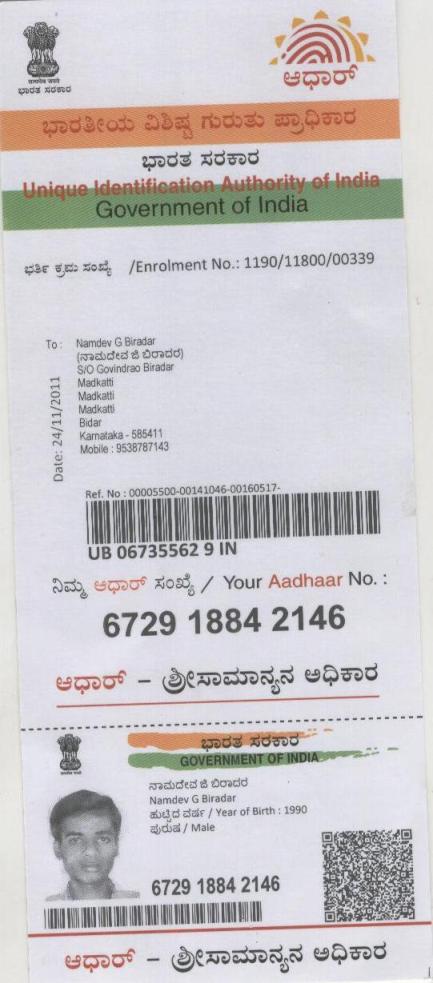 ಭಾರತ ಸರಕಾರ
ಆಧಾರ್
ಭಾರತೀಯ ವಿಶಿಷ್ಟ ಗುರುತು ಪ್ರಾಧಿಕಾರ
ಭಾರತ ಸರಕಾರ
Unique Identification Authority of India
Government of India
ಭರ್ತಿ ಕ್ರಮ ಸಂಖ್ಯೆ /Enrolment No.: 1190/11800/00339
To : Namdev G Biradar
(ನಾಮದೇವ ಜಿ ಬಿರಾದರ)
S/O Govindrao Biradar
Madkatti
Madkatti
Madkatti
Bidar
Karnataka - 585411
Mobile : 9538787143
Date: 24/11/2011
Ref. No : 00005500-00141046-00160517-
UB 06735562 9 IN
ನಿಮ್ಮ ಆಧಾರ್ ಸಂಖ್ಯೆ / Your Aadhaar No. :
6729 1884 2146
ಆಧಾರ್ – ಶ್ರೀಸಾಮಾನ್ಯನ ಅಧಿಕಾರ
ಭಾರತ ಸರಕಾರ
GOVERNMENT OF INDIA
ನಾಮದೇವ ಜಿ ಬಿರಾದರ
Namdev G Biradar
ಹುಟ್ಟಿದ ವರ್ಷ / Year of Birth : 1990
ಪುರುಷ / Male
6729 1884 2146
ಆಧಾರ್ – ಶ್ರೀಸಾಮಾನ್ಯನ ಅಧಿಕಾರ